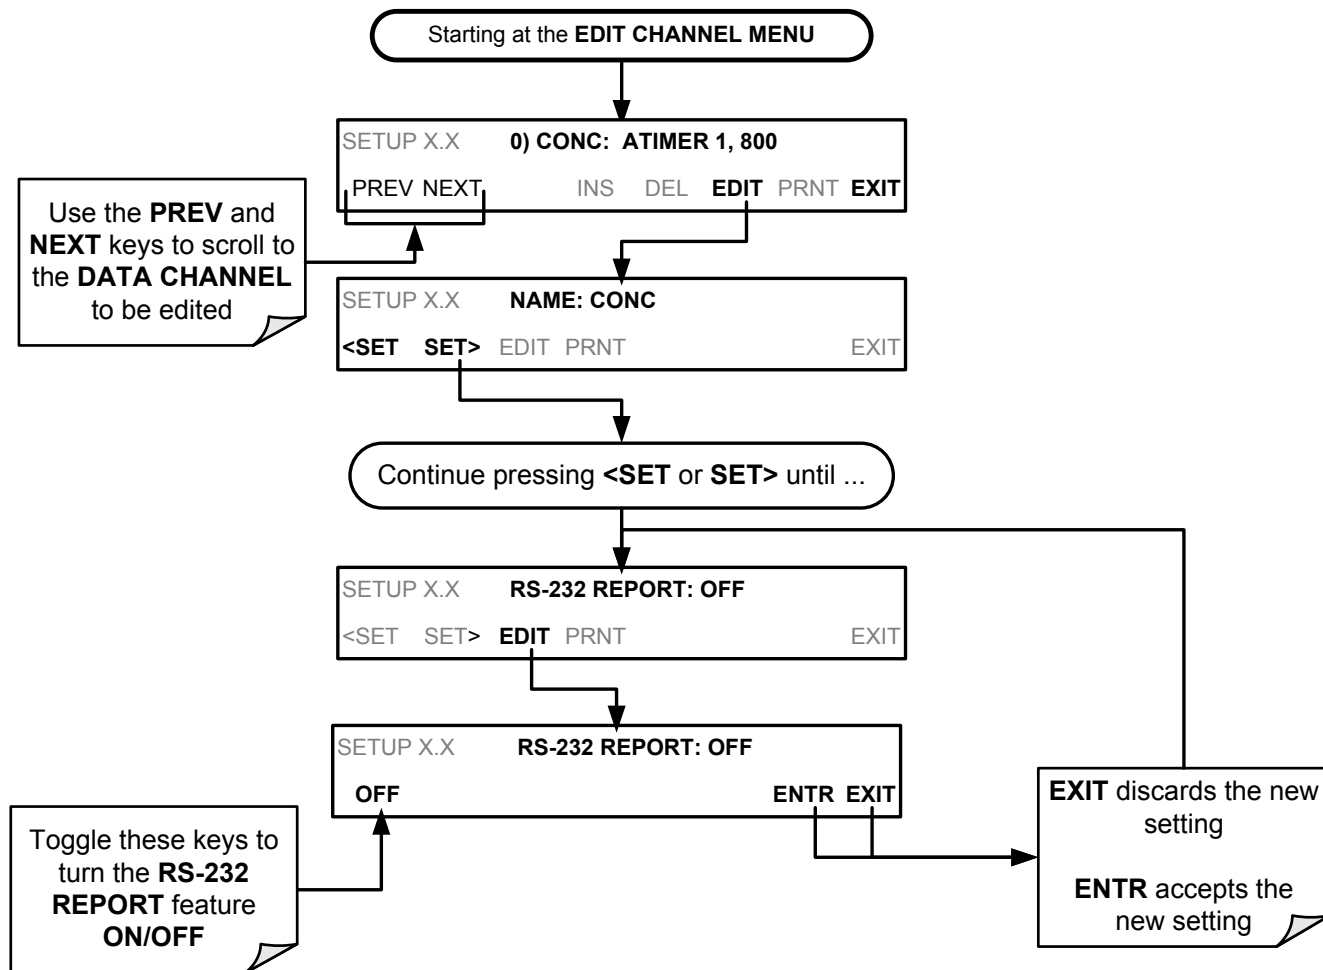 Starting at the EDIT CHANNEL MENU
SETUP X.X 0) CONC: ATIMER 1, 800
PREV NEXT INS DEL EDIT PRNT EXIT
Use the PREV and
NEXT keys to scroll to
the DATA CHANNEL
to be edited
SETUP X.X NAME: CONC
<SET SET> EDIT PRNT EXIT
Continue pressing <SET or SET> until ...
SETUP X.X RS-232 REPORT: OFF
<SET SET> EDIT PRNT EXIT
SETUP X.X RS-232 REPORT: OFF
OFF ENTR EXIT
Toggle these keys to
turn the RS-232
REPORT feature
ON/OFF
EXIT discards the new
setting
ENTR accepts the
new setting